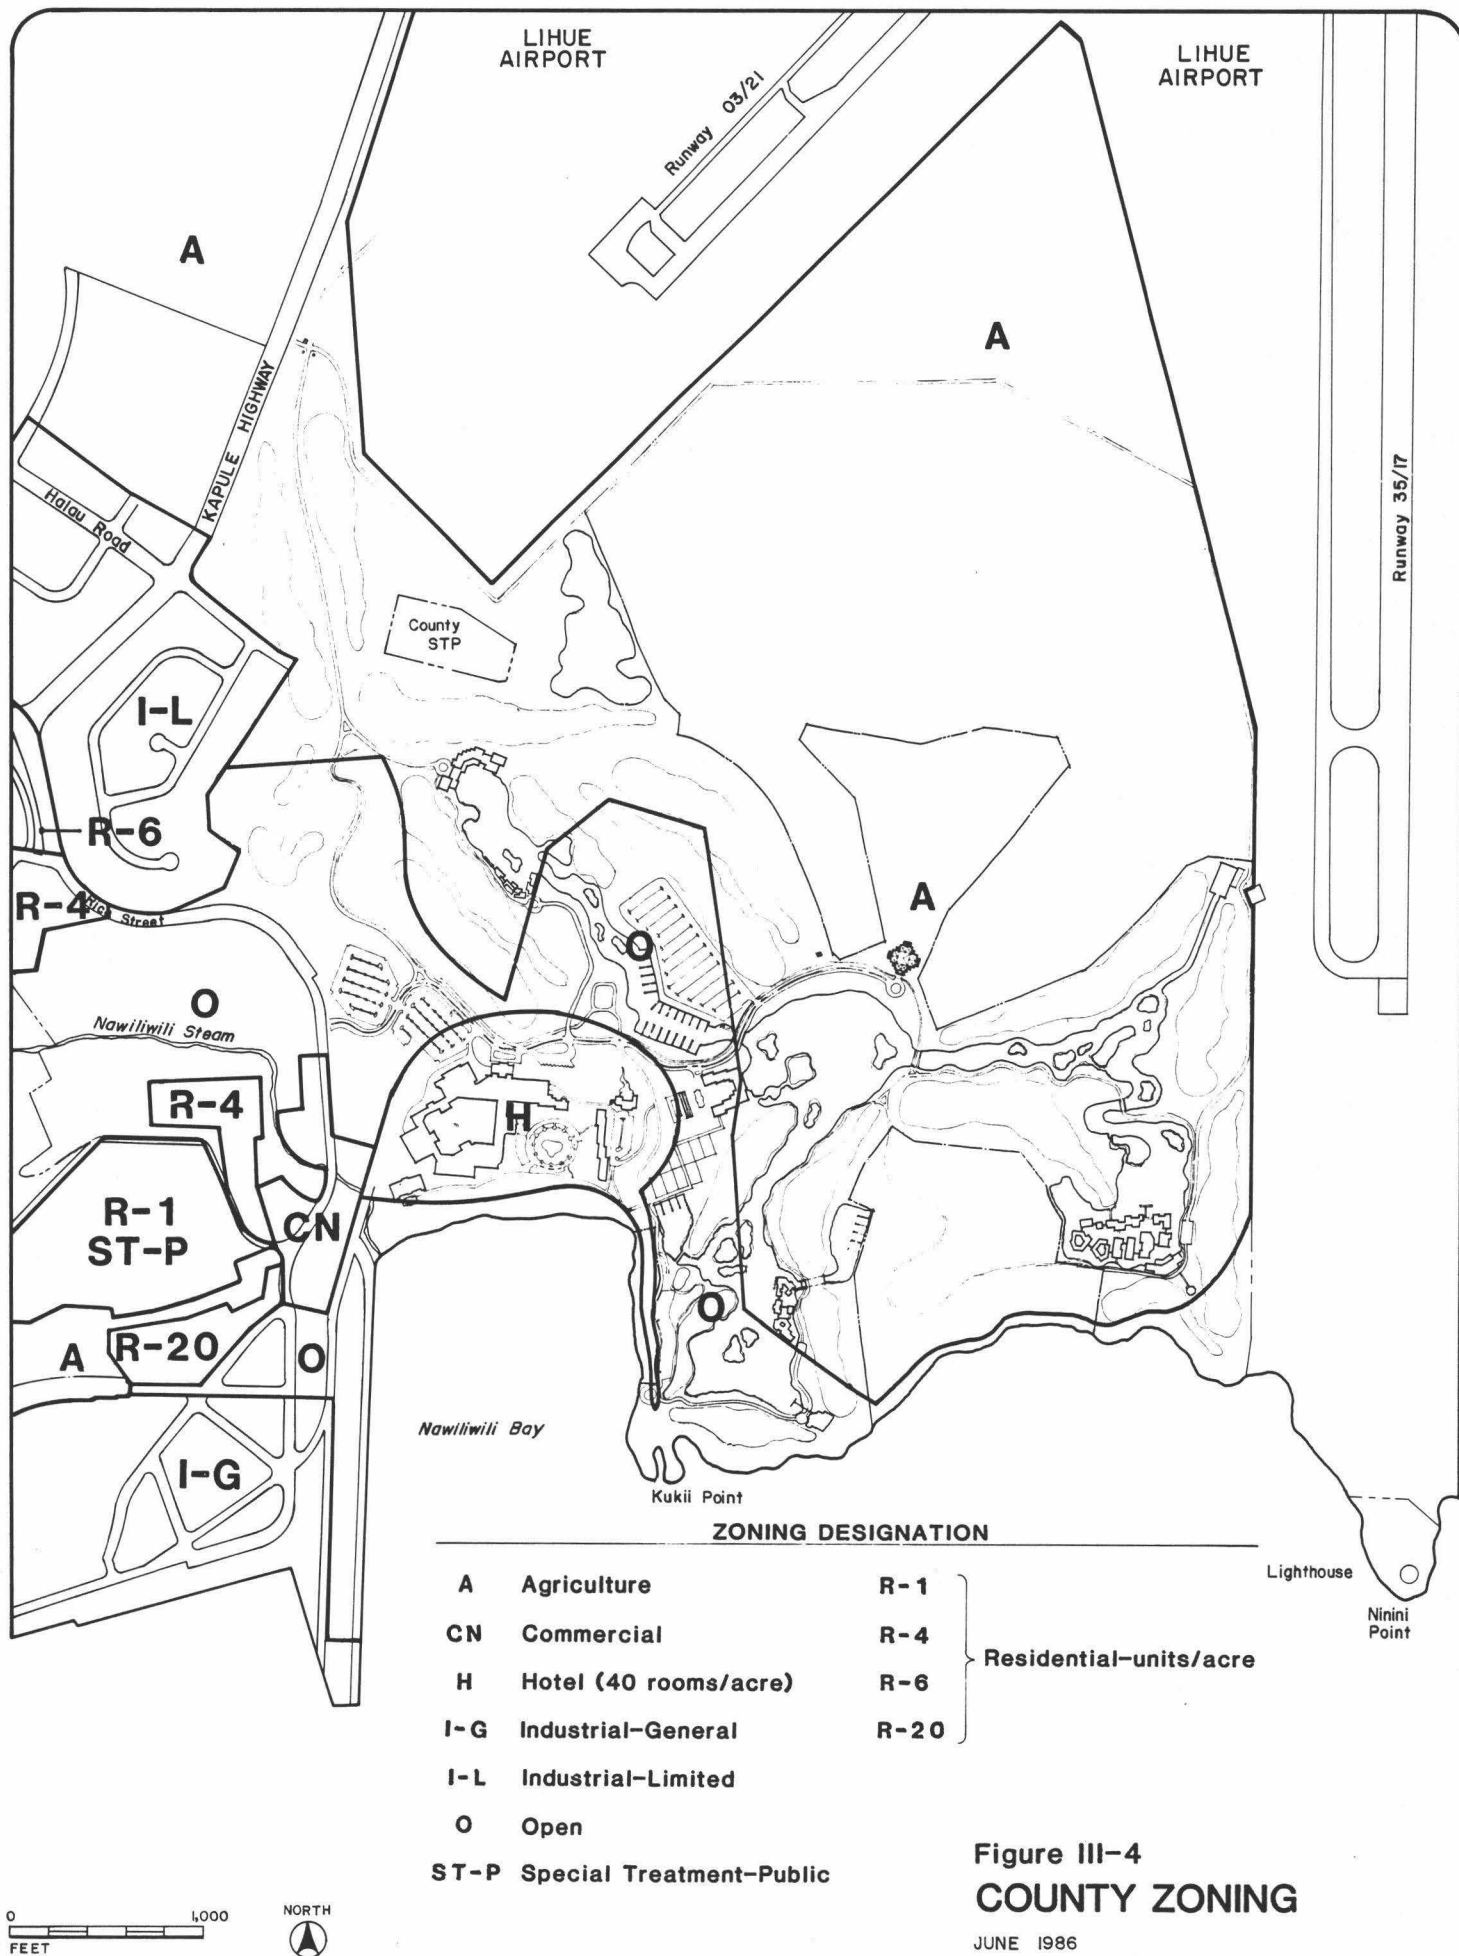 LIHUE
AIRPORT
LIHUE
AIRPORT
Runway 03/21
A
A
KAPULE HIGHWAY
Halau Road
Runway 35/17
County
STP
I-L
R-6
R-4
Rice Street
A
O
O
Nawiliwili Steam
R-4
H
R-1
ST-P
CN
O
R-20
A
O
Nawiliwili Bay
I-G
Kukii Point
Lighthouse
Ninini
Point
ZONING DESIGNATION
A Agriculture
CN Commercial
H Hotel (40 rooms/acre)
I-G Industrial-General
I-L Industrial-Limited
O Open
ST-P Special Treatment-Public
R-1
R-4
R-6
R-20
Residential-units/acre
Figure III-4
COUNTY ZONING
JUNE 1986
0 1,000
FEET
NORTH